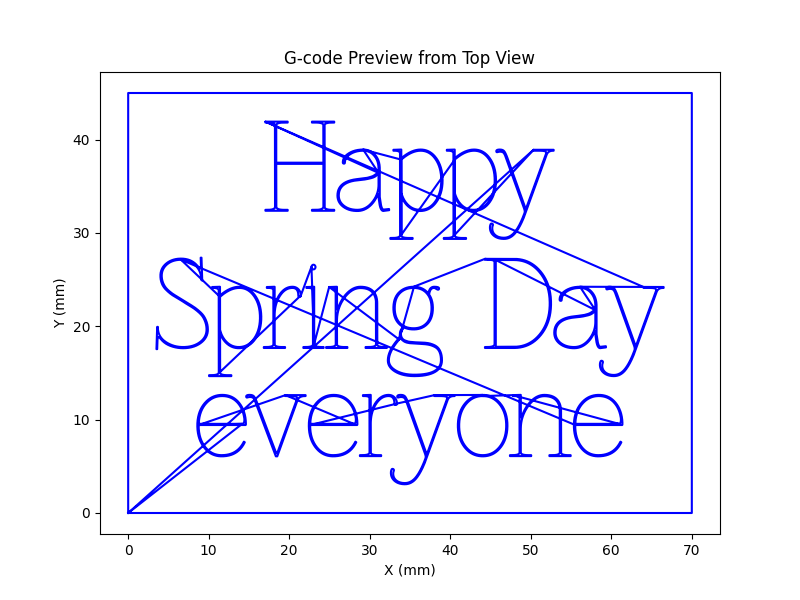 G-code Preview from Top View
Y (mm)
40
30
20
10
0
Happy
Spring Day
everyone
0 10 20 30 40 50 60 70
X (mm)